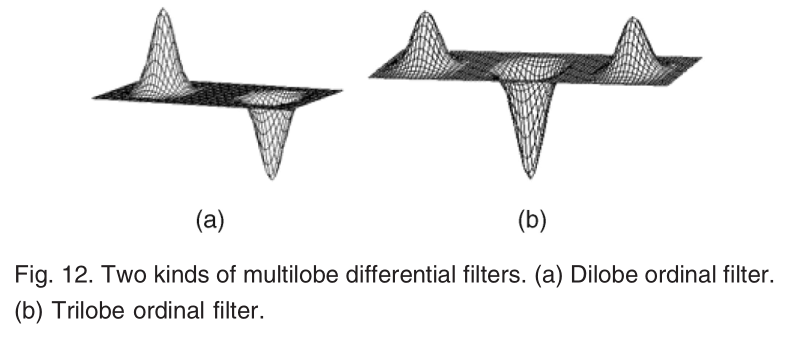 (a)
(b)
Fig. 12. Two kinds of multilobe differential filters. (a) Dilobe ordinal filter.
(b) Trilobe ordinal filter.